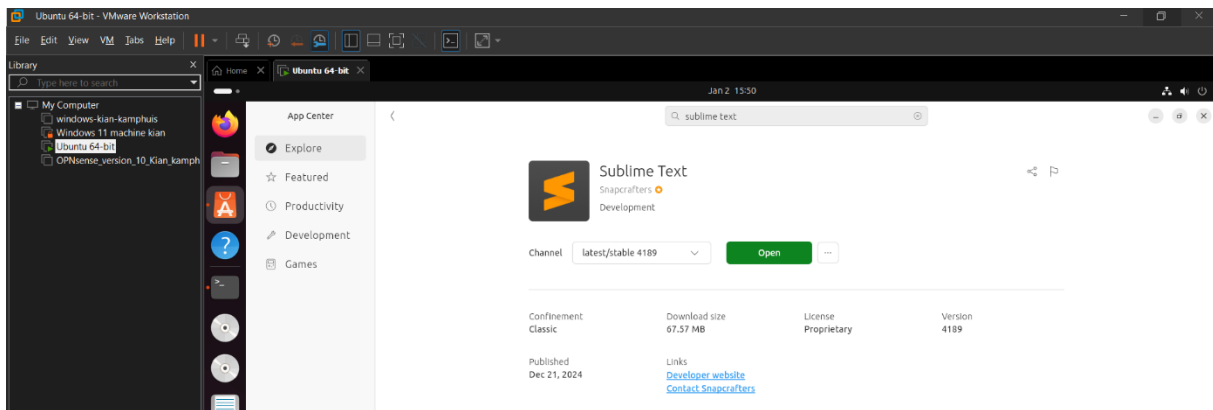 Ubuntu 64-bit - VMware Workstation
File Edit View VM Tabs Help
Library X
Type here to search
My Computer
windows-kian-kamphuis
Windows 11 machine kian
Ubuntu 64-bit
OPNsense_version_10_Kian_kamph
Home Ubuntu 64-bit
Jan 2 15:50
App Center
sublime text
Explore
Featured
Productivity
Development
Games
Sublime Text
Snapcrafters
Development
Channel latest/stable 4189 Open
Confinement Download size License Version
Classic 67.57 MB Proprietary 4189
Published Links
Dec 21, 2024 Developer website
Contact Snapcrafters